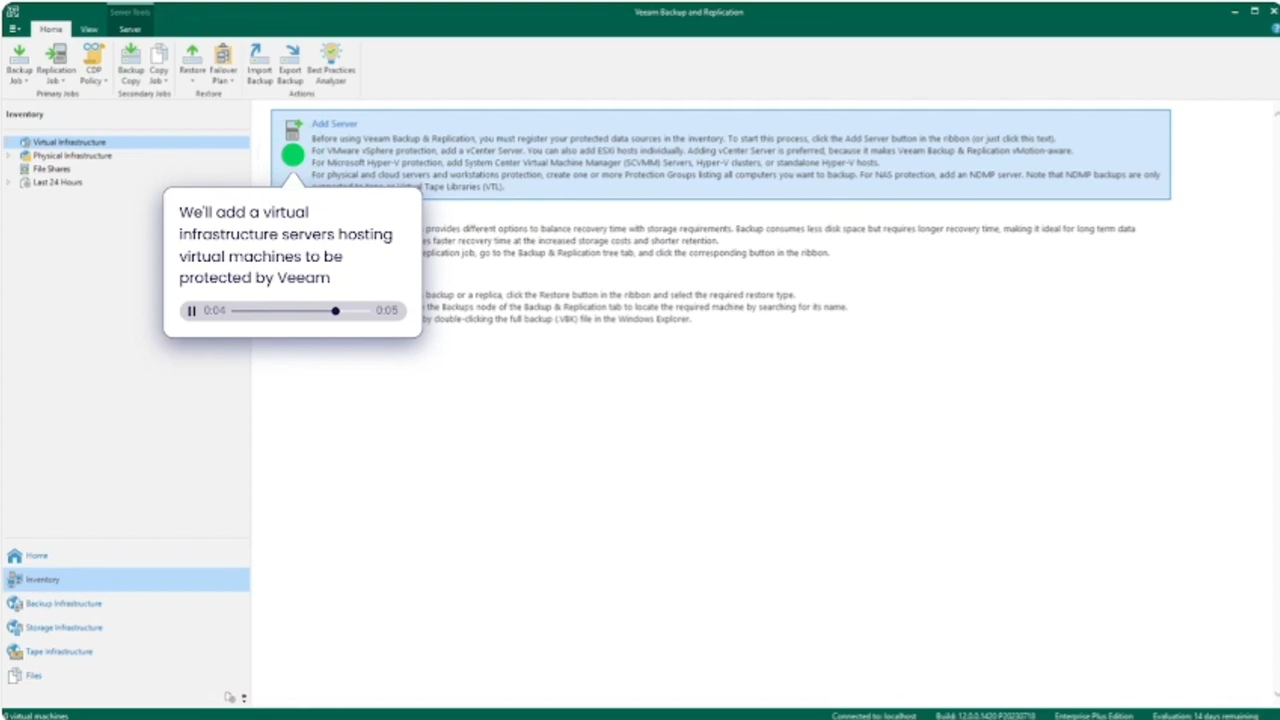 Server Tools
Veeam Backup and Replication
Home View Server
Backup Job Replication Job CDP Policy Backup Copy Copy Job Restore Failover Plan Import Backup Export Backup Best Practices Analyzer
Primary Jobs Secondary Jobs Restore Actions
Inventory
Virtual Infrastructure
Physical Infrastructure
File Shares
Last 24 Hours
Add Server
Before using Veeam Backup & Replication, you must register your protected data sources in the inventory. To start this process, click the Add Server button in the ribbon (or just click this text).
For VMware vSphere protection, add a vCenter Server. You can also add ESXi hosts individually. Adding vCenter Server is preferred, because it makes Veeam Backup & Replication vMotion-aware.
For Microsoft Hyper-V protection, add System Center Virtual Machine Manager (SCVMM) Servers, Hyper-V clusters, or standalone Hyper-V hosts.
For physical and cloud servers and workstations protection, create one or more Protection Groups listing all computers you want to backup. For NAS protection, add an NDMP server. Note that NDMP backups are only
Tape Libraries (VTL).
We'll add a virtual
infrastructure servers hosting
virtual machines to be
protected by Veeam
0:04 0:05
provides different options to balance recovery time with storage requirements. Backup consumes less disk space but requires longer recovery time, making it ideal for long term data
faster recovery time at the increased storage costs and shorter retention.
job, go to the Backup & Replication tree tab, and click the corresponding button in the ribbon.
backup or a replica, click the Restore button in the ribbon and select the required restore type.
the Backups node of the Backup & Replication tab to locate the required machine by searching for its name.
by double-clicking the full backup (.VBK) file in the Windows Explorer.
Home
Inventory
Backup Infrastructure
Storage Infrastructure
Tape Infrastructure
Files
virtual machines
Connected to: localhost Build: 12.0.0.1420 P20230718 Enterprise Plus Edition Evaluation: 14 days remaining